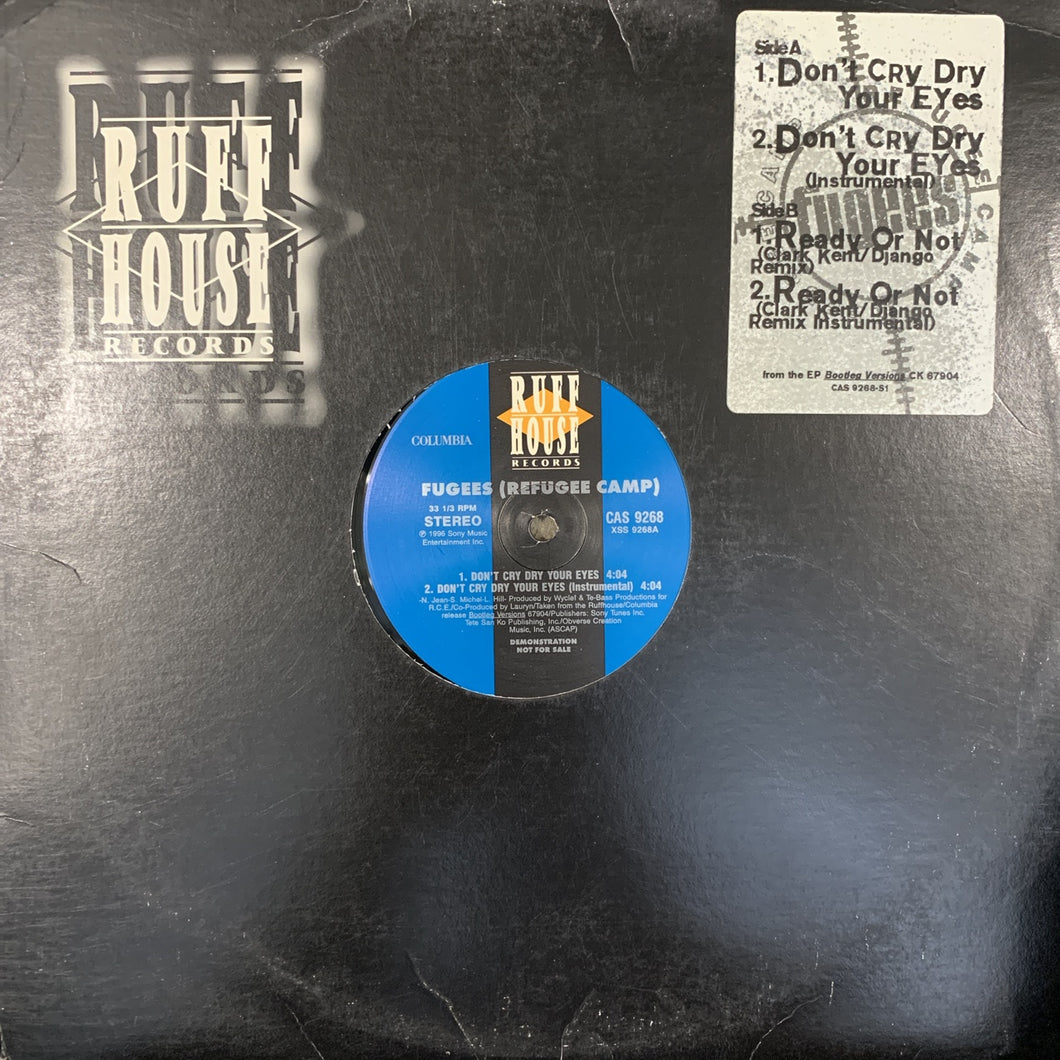 RUFF
HOUSE
RECORDS
Side A
1. Don't Cry Dry
Your Eyes
2. Don't Cry Dry
Your Eyes
(Instrumental)
fugees
Side B
1. Ready Or Not
(Clark Kent/Django
Remix)
2. Ready Or Not
(Clark Kent/Django
Remix Instrumental)
from the EP Bootleg Versions CK 67904
CAS 9268-S1
RUFF
HOUSE
RECORDS
COLUMBIA
FUGEES (REFUGEE CAMP)
33 1/3 RPM
STEREO
℗ 1996 Sony Music
Entertainment Inc.
CAS 9268
XSS 9268A
1. DON'T CRY DRY YOUR EYES 4:04
2. DON'T CRY DRY YOUR EYES (Instrumental) 4:04
-N. Jean-S. Michel-L. Hill- Produced by Wyclef & Te-Bass Productions for
R.C.E./Co-Produced by Lauryn/Taken from the Ruffhouse/Columbia
release Bootleg Versions 67904/Publishers: Sony Tunes Inc.
Tete San Ko Publishing, Inc./Obverse Creation
Music, Inc. (ASCAP)
DEMONSTRATION
NOT FOR SALE